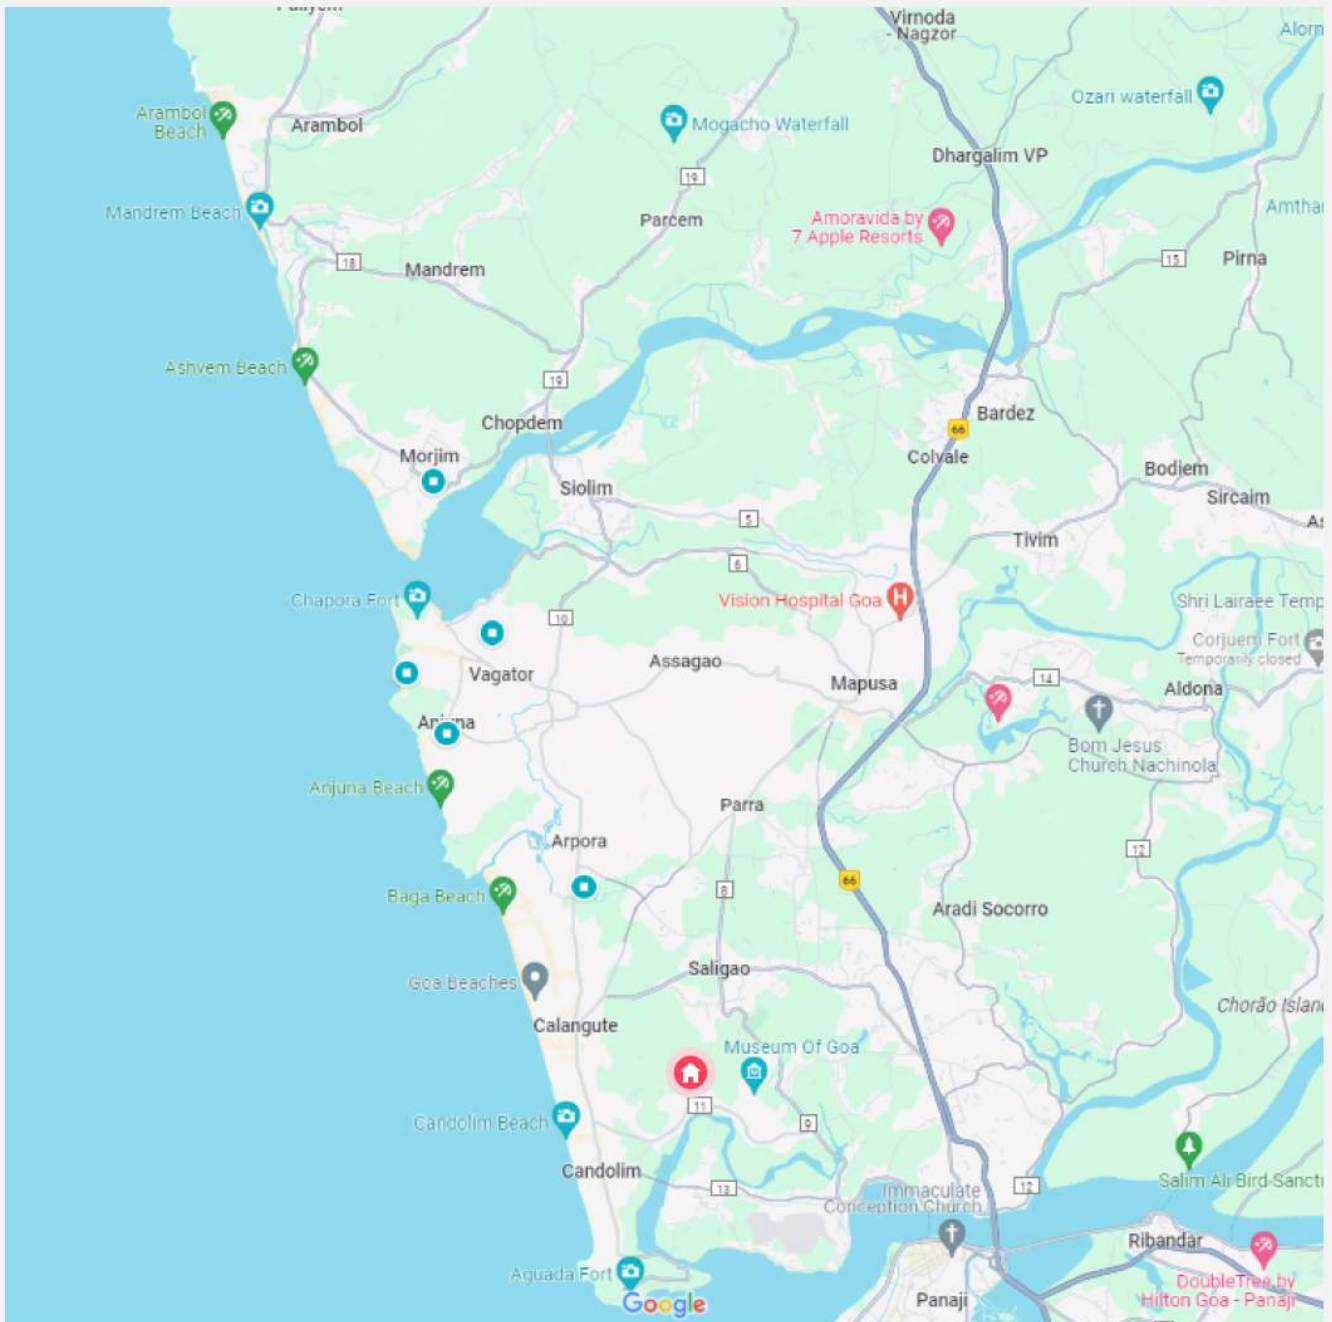 Virnoda
- Nagzor
Alorn
Ozari waterfall
Arambol
Beach
Arambol
Mogacho Waterfall
Dhargalim VP
19
Mandrem Beach
Parcem
Amoravida by
7 Apple Resorts
Amthan
18
Mandrem
15
Pirna
Ashvem Beach
19
Chopdem
Bardez
66
Colvale
Morjim
Bodiem
Siolim
Sircaim
5
As
Tivim
6
Chapora Fort
Vision Hospital Goa
Shri Lairaee Temp
10
Corjuem Fort
Temporarily closed
Vagator
Assagao
Mapusa
14
Aldona
Anjuna
Bom Jesus
Church Nachinola
Anjuna Beach
Parra
Arpora
12
66
Baga Beach
8
Aradi Socorro
Saligao
Goa Beaches
Chorão Island
Calangute
Museum Of Goa
11
Candolim Beach
9
Candolim
13
Immaculate
Conception Church
12
Salim Ali Bird Sanctu
Ribandar
Aguada Fort
DoubleTree by
Hilton Goa - Panaji
Google
Panaji